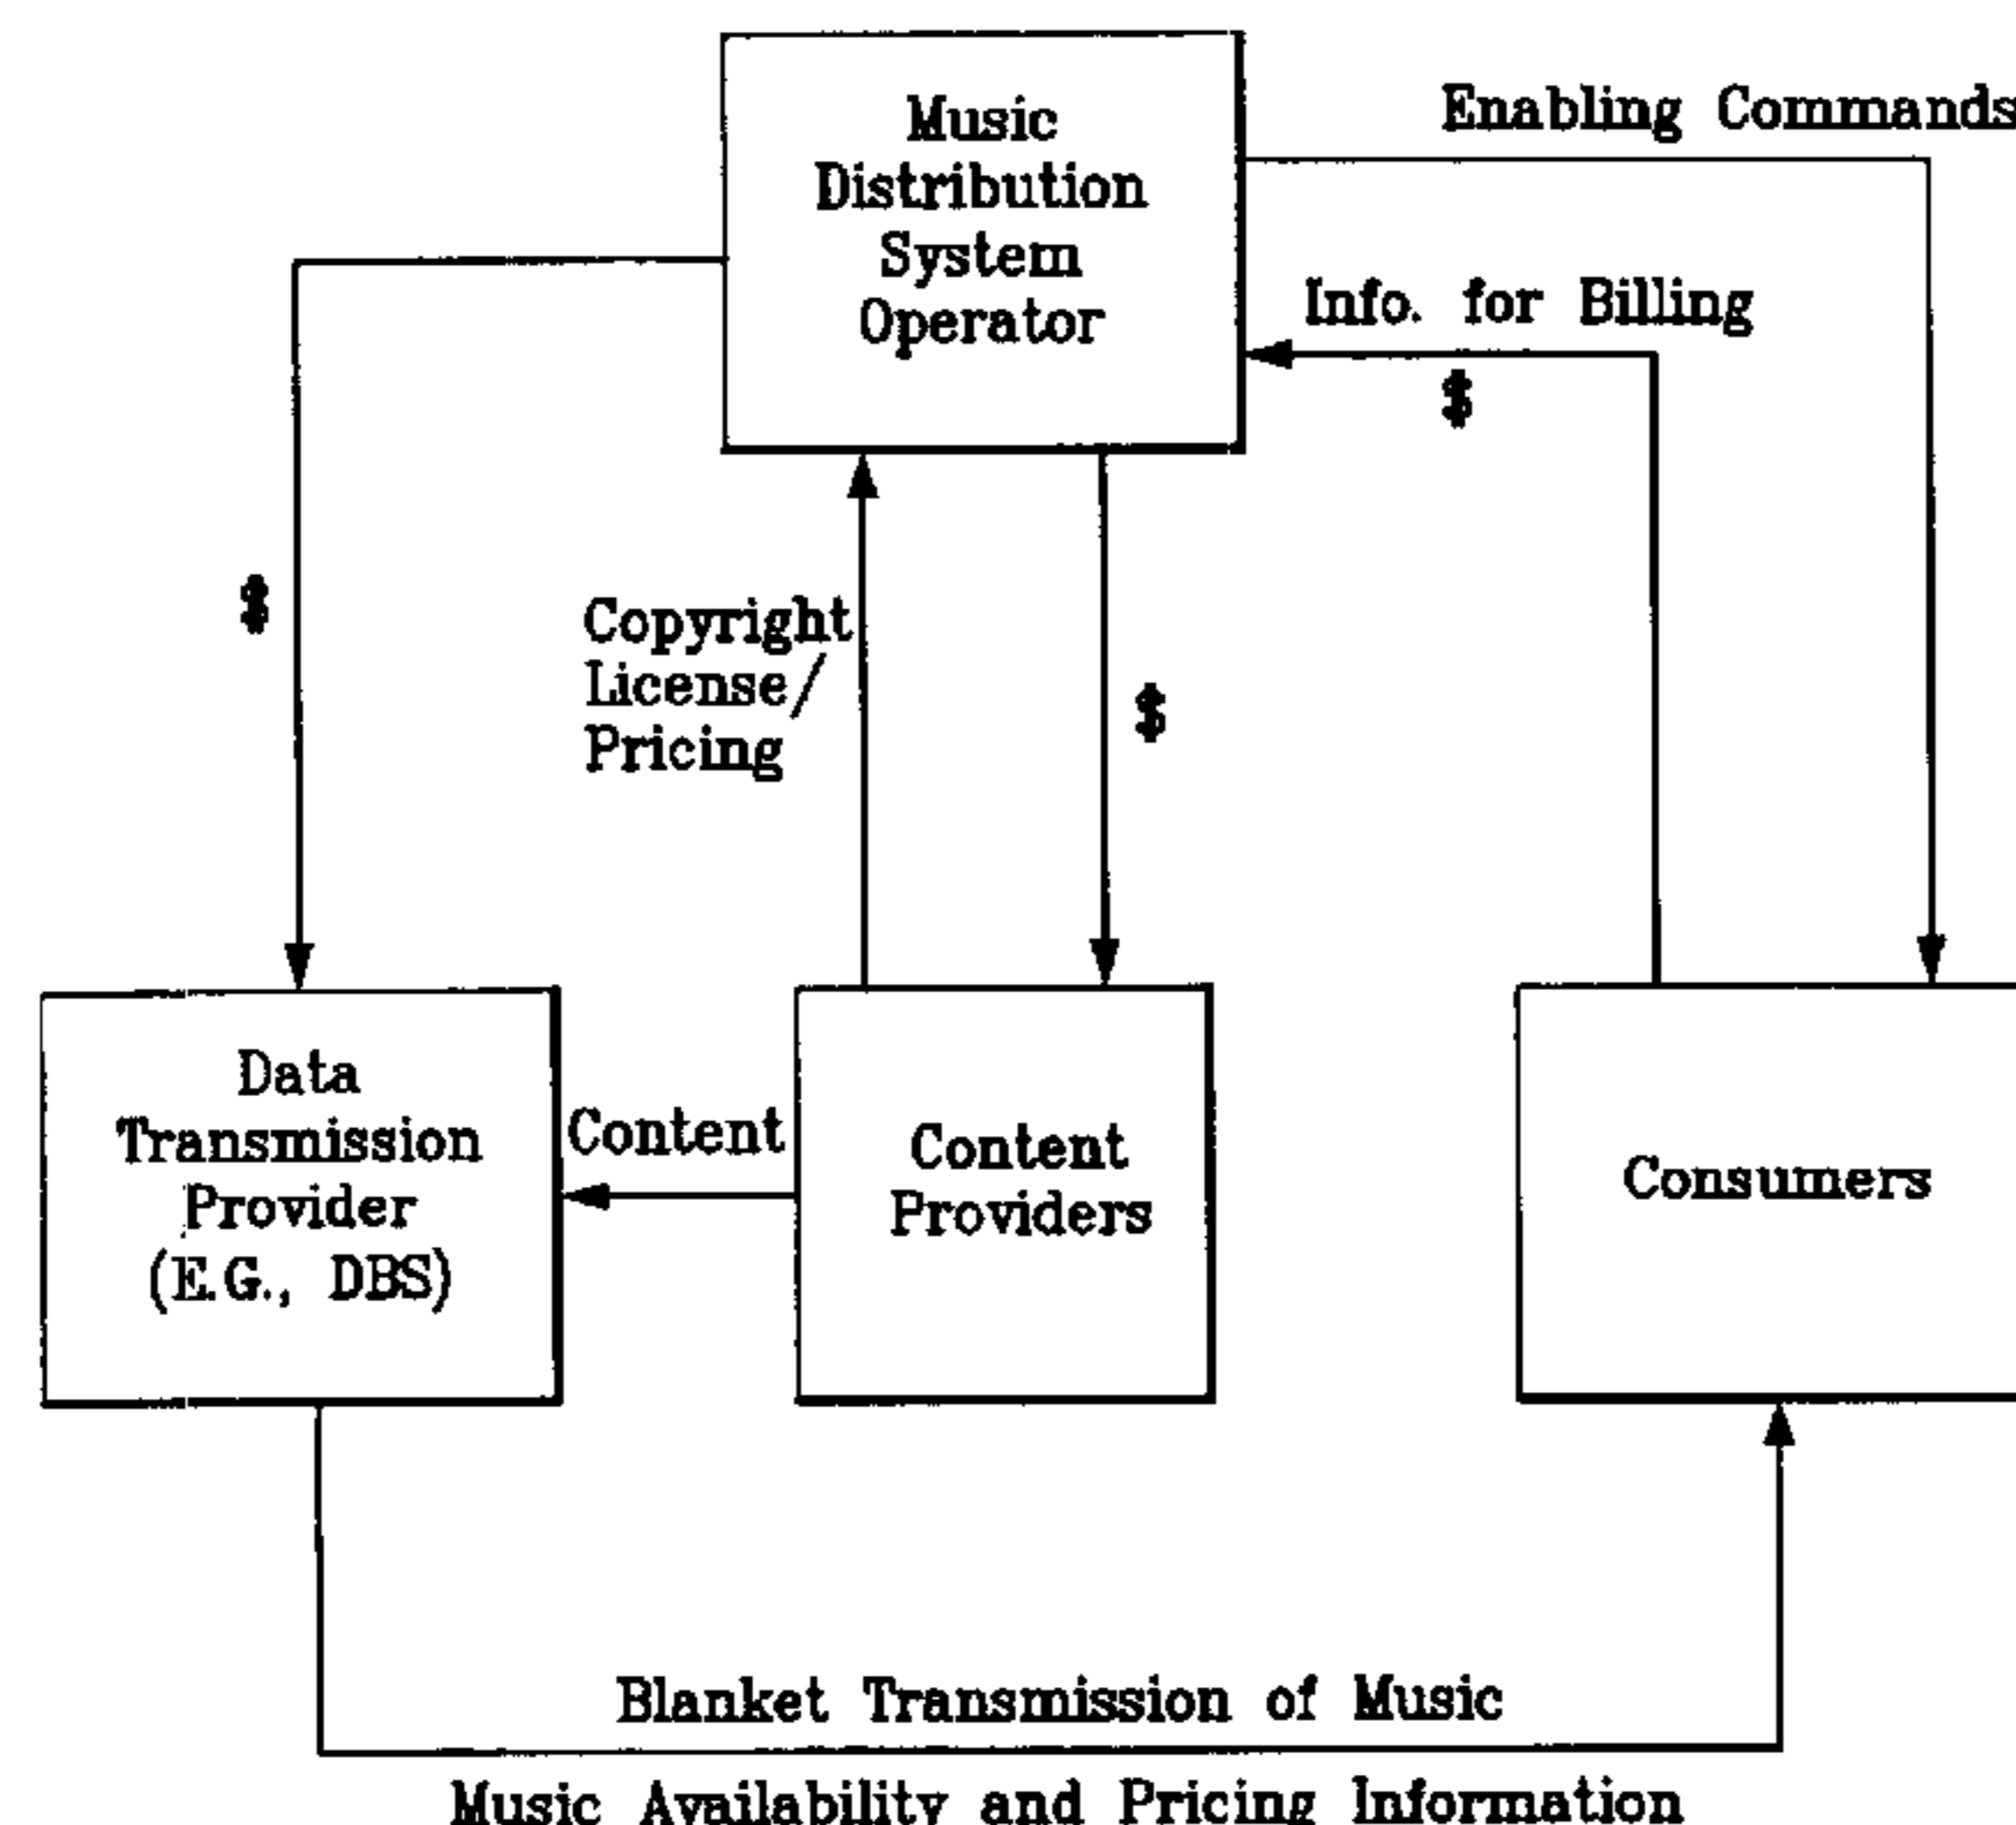 Music
Distribution
System
Operator
Enabling Commands
Info. for Billing
$
$
Copyright
License/
Pricing
$
Data
Transmission
Provider
(E.G., DBS)
Content
Content
Providers
Consumers
Blanket Transmission of Music
Music Availability and Pricing Information